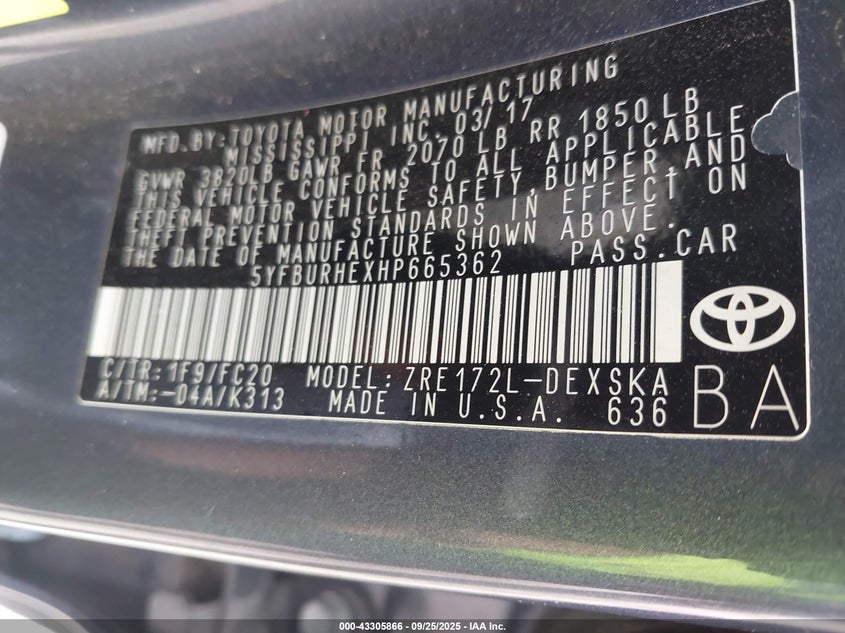 MFD.BY:TOYOTA MOTOR MANUFACTURING
MISSISSIPPI INC. 03/17
GVWR 3820LB GAWR FR 2070 LB RR 1850LB
THIS VEHICLE CONFORMS TO ALL APPLICABLE
FEDERAL MOTOR VEHICLE SAFETY,BUMPER,AND
THEFT PREVENTION STANDARDS IN EFFECT ON
THE DATE OF MANUFACTURE SHOWN ABOVE.
5YFBURHEXHP665362 PASS.CAR
C/TR:1F9/FC20 MODEL:ZRE172L-DEXSKA
A/TM:-04A/K313 MADE IN U.S.A. 636
BA
000-43305866 - 09/25/2025 - IAA Inc.